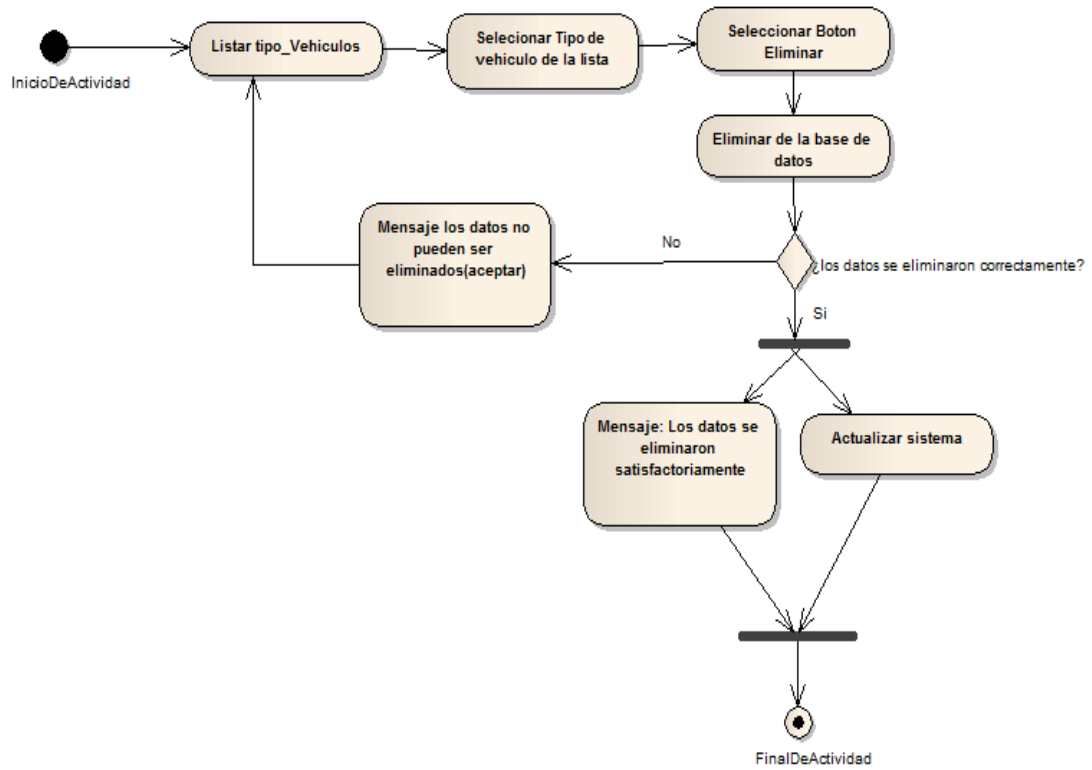 Listar tipo_Vehiculos
Selecionar Tipo de
vehiculo de la lista
Seleccionar Boton
Eliminar
InicioDeActividad
Eliminar de la base de
datos
Mensaje los datos no
pueden ser
eliminados(aceptar)
No
¿los datos se eliminaron correctamente?
Si
Mensaje: Los datos se
eliminaron
satisfactoriamente
Actualizar sistema
FinalDeActividad